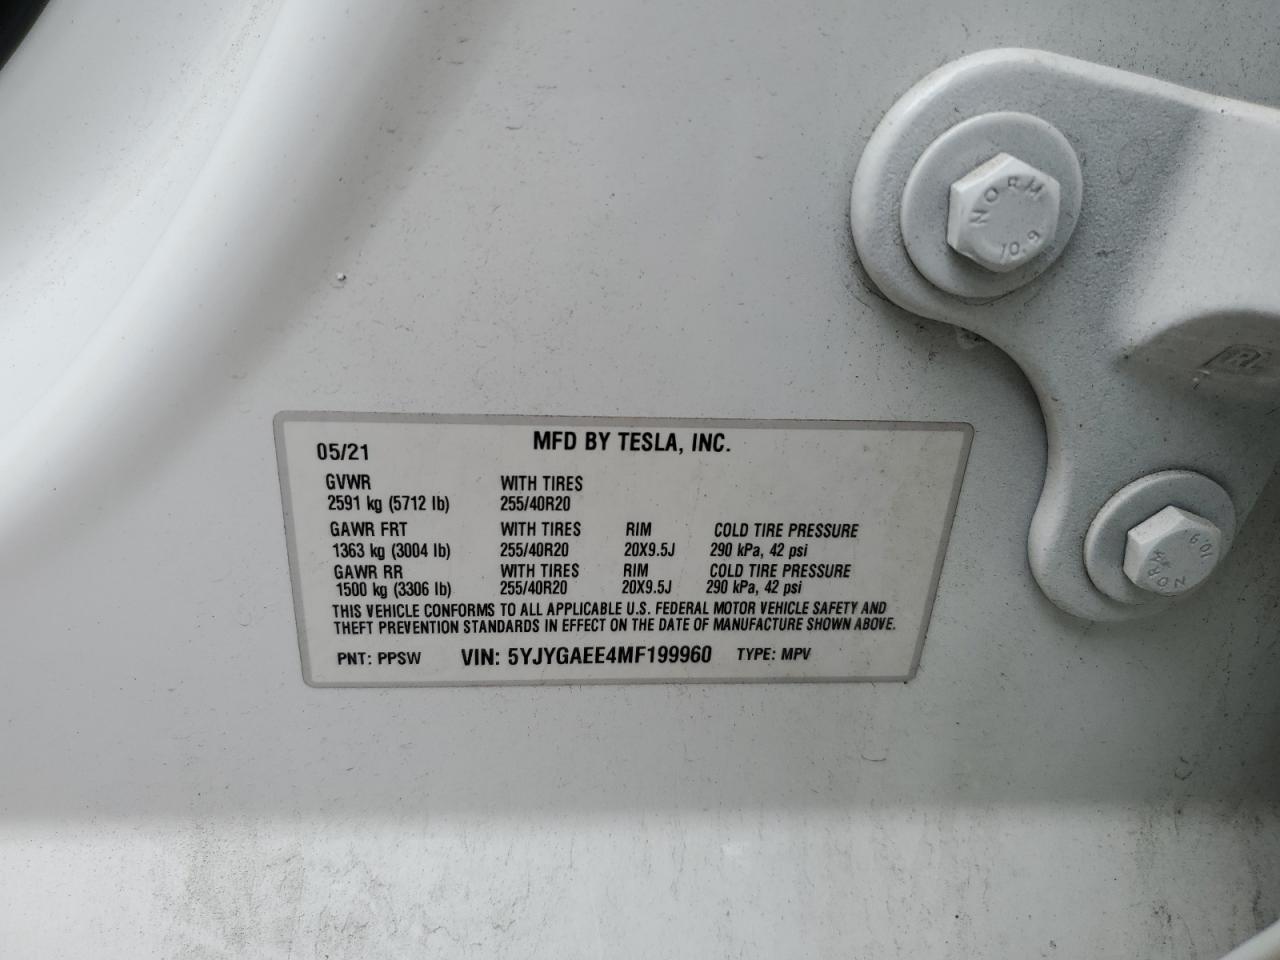 NORM
10.9
05/21 MFD BY TESLA, INC.
GVWR WITH TIRES
2591 kg (5712 lb) 255/40R20
GAWR FRT WITH TIRES RIM COLD TIRE PRESSURE
1363 kg (3004 lb) 255/40R20 20X9.5J 290 kPa, 42 psi
GAWR RR WITH TIRES RIM COLD TIRE PRESSURE
1500 kg (3306 lb) 255/40R20 20X9.5J 290 kPa, 42 psi
THIS VEHICLE CONFORMS TO ALL APPLICABLE U.S. FEDERAL MOTOR VEHICLE SAFETY AND
THEFT PREVENTION STANDARDS IN EFFECT ON THE DATE OF MANUFACTURE SHOWN ABOVE.
PNT: PPSW VIN: 5YJYGAEE4MF199960 TYPE: MPV
NORM
10.9